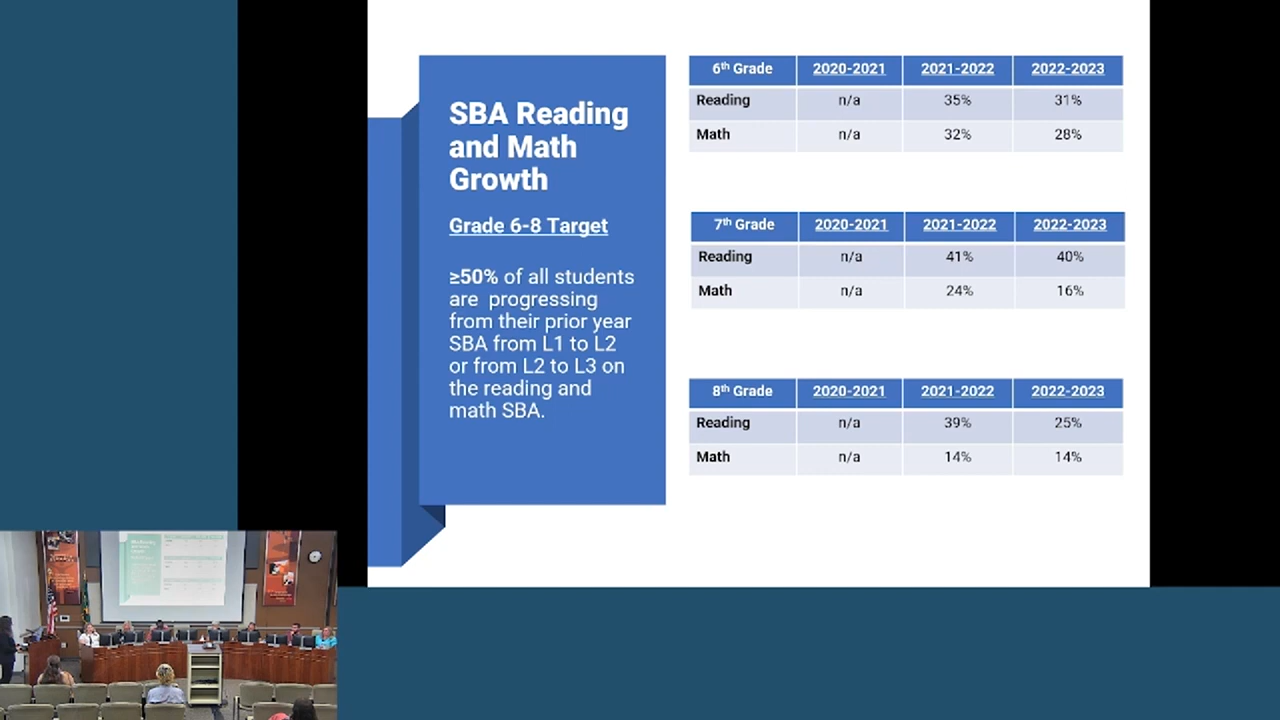 SBA Reading
and Math
Growth
Grade 6-8 Target
≥50% of all students
are progressing
from their prior year
SBA from L1 to L2
or from L2 to L3 on
the reading and
math SBA.
6th Grade 2020-2021 2021-2022 2022-2023
Reading n/a 35% 31%
Math n/a 32% 28%
7th Grade 2020-2021 2021-2022 2022-2023
Reading n/a 41% 40%
Math n/a 24% 16%
8th Grade 2020-2021 2021-2022 2022-2023
Reading n/a 39% 25%
Math n/a 14% 14%